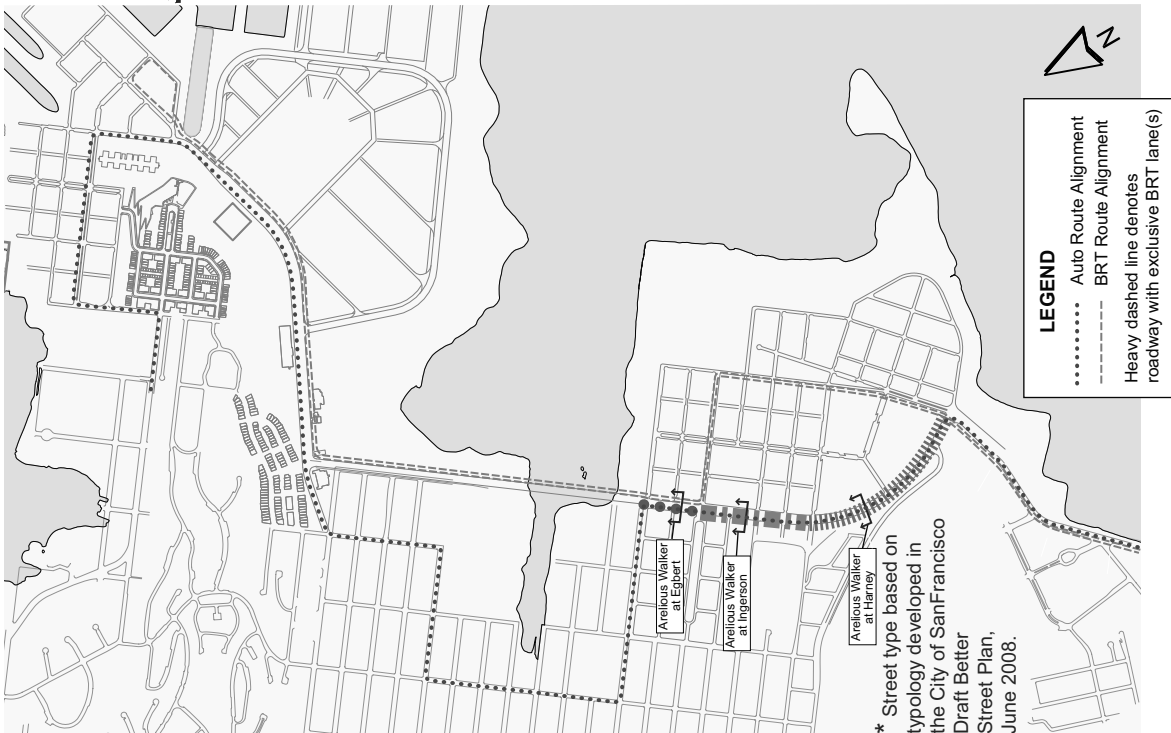 N
LEGEND
Auto Route Alignment
BRT Route Alignment
Heavy dashed line denotes
roadway with exclusive BRT lane(s)
Arelious Walker
at Egbert
Arelious Walker
at Ingerson
Arelious Walker
at Harney
* Street type based on
typology developed in
the City of SanFrancisco
Draft Better
Street Plan,
June 2008.